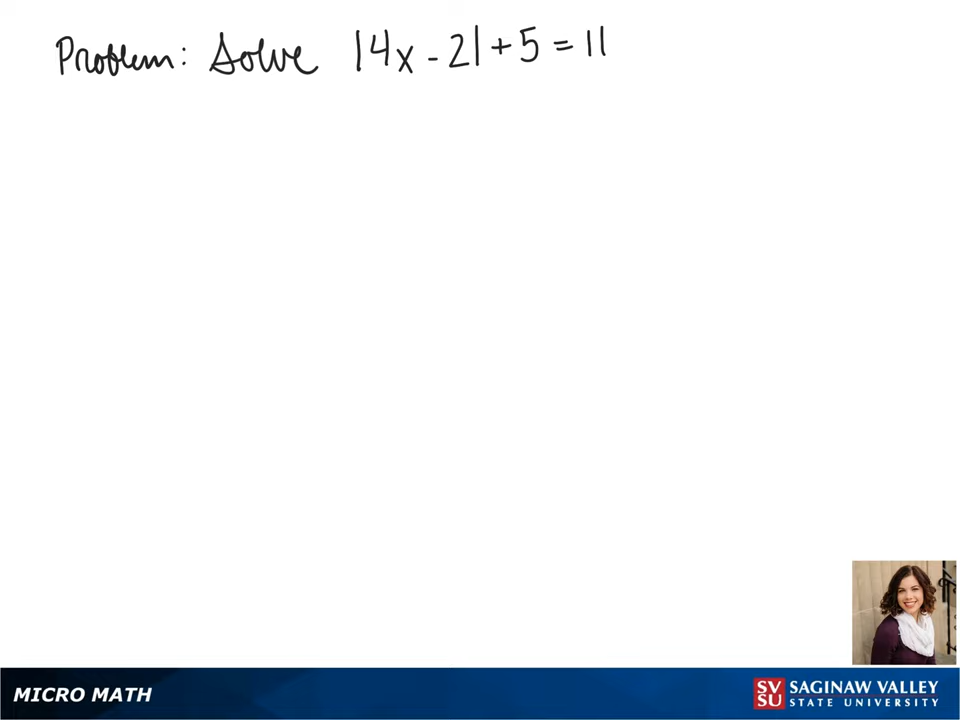 Problem: Solve |4x - 2| + 5 = 11
MICRO MATH
SV
SU
SAGINAW VALLEY
STATE UNIVERSITY